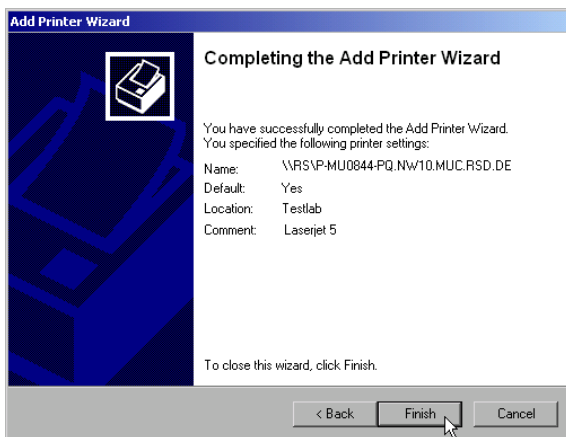 Add Printer Wizard
Completing the Add Printer Wizard
You have successfully completed the Add Printer Wizard.
You specified the following printer settings:
Name: \\RS\P-MU0844-PQ.NW10.MUC.RSD.DE
Default: Yes
Location: Testlab
Comment: Laserjet 5
To close this wizard, click Finish.
< Back Finish Cancel